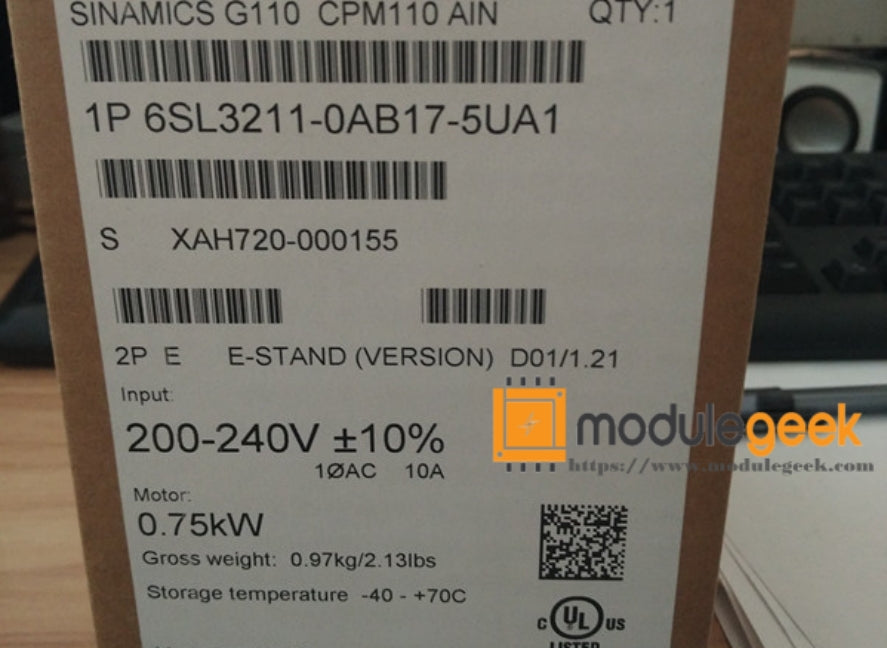 SINAMICS G110 CPM110 AIN QTY:1
1P 6SL3211-0AB17-5UA1
S XAH720-000155
2P E E-STAND (VERSION) D01/1.21
Input:
200-240V ±10%
1ØAC 10A
Motor:
0.75kW
Gross weight: 0.97kg/2.13lbs
Storage temperature -40 - +70C
modulegeek
https://www.modulegeek.com
C UL US
LISTED